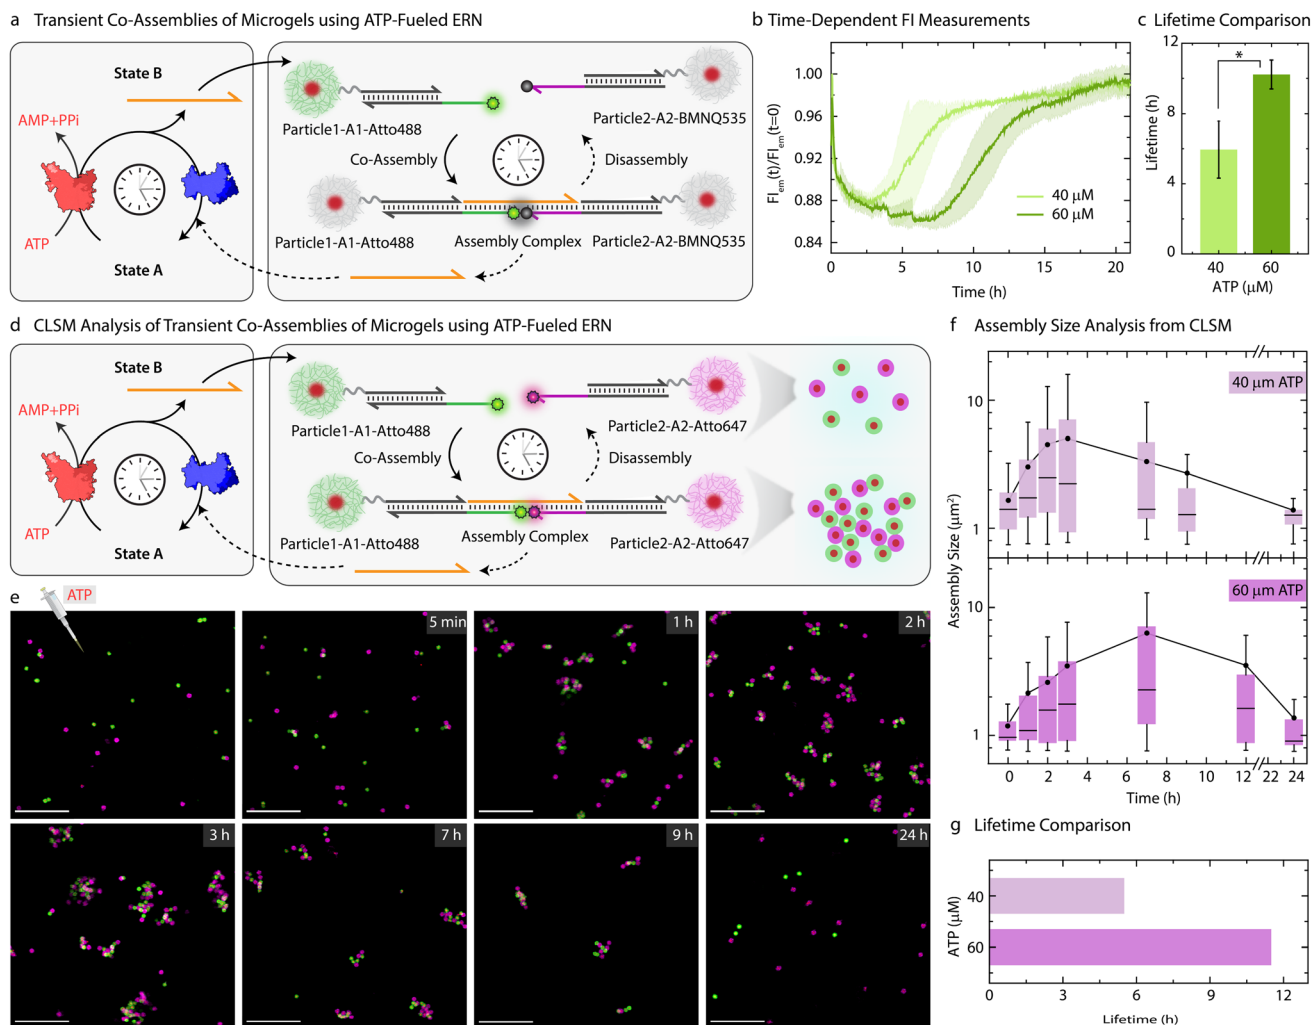 a Transient Co-Assemblies of Microgels using ATP-Fueled ERN
State B
AMP+PPi
ATP
State A
Particle1-A1-Atto488
Particle2-A2-BMNQ535
Co-Assembly
Disassembly
Particle1-A1-Atto488
Assembly Complex
Particle2-A2-BMNQ535
b Time-Dependent FI Measurements
FIem(t)/FIem(t=0)
1.00
0.96
0.92
0.88
0.84
40 μM
60 μM
0 5 10 15 20
Time (h)
c Lifetime Comparison
Lifetime (h)
12
8
4
0
*
40 60
ATP (μM)
d CLSM Analysis of Transient Co-Assemblies of Microgels using ATP-Fueled ERN
State B
AMP+PPi
ATP
State A
Particle1-A1-Atto488
Particle2-A2-Atto647
Co-Assembly
Disassembly
Particle1-A1-Atto488
Assembly Complex
Particle2-A2-Atto647
e
ATP
5 min
1 h
2 h
3 h
7 h
9 h
24 h
f Assembly Size Analysis from CLSM
Assembly Size (μm²)
40 μm ATP
10
1
60 μm ATP
10
1
0 2 4 6 8 10 12 22 24
Time (h)
g Lifetime Comparison
ATP (μM)
40
60
0 3 6 9 12
Lifetime (h)